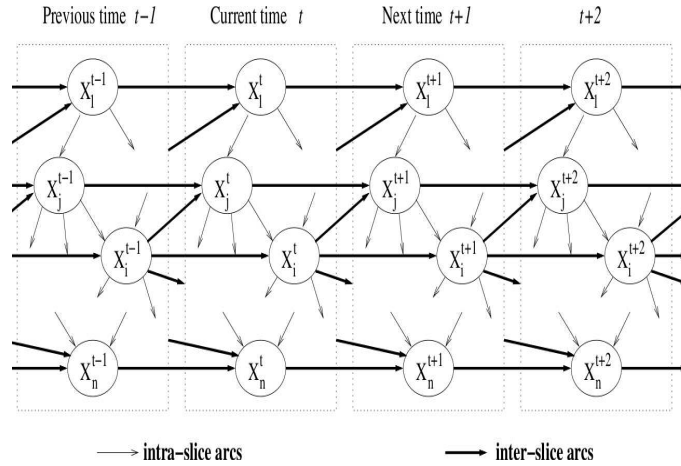 Previous time t−1 Current time t Next time t+1 t+2
X_1^{t−1} X_1^t X_1^{t+1} X_1^{t+2}
X_j^{t−1} X_j^t X_j^{t+1} X_j^{t+2}
X_i^{t−1} X_i^t X_i^{t+1} X_i^{t+2}
X_n^{t−1} X_n^t X_n^{t+1} X_n^{t+2}
intra−slice arcs inter−slice arcs